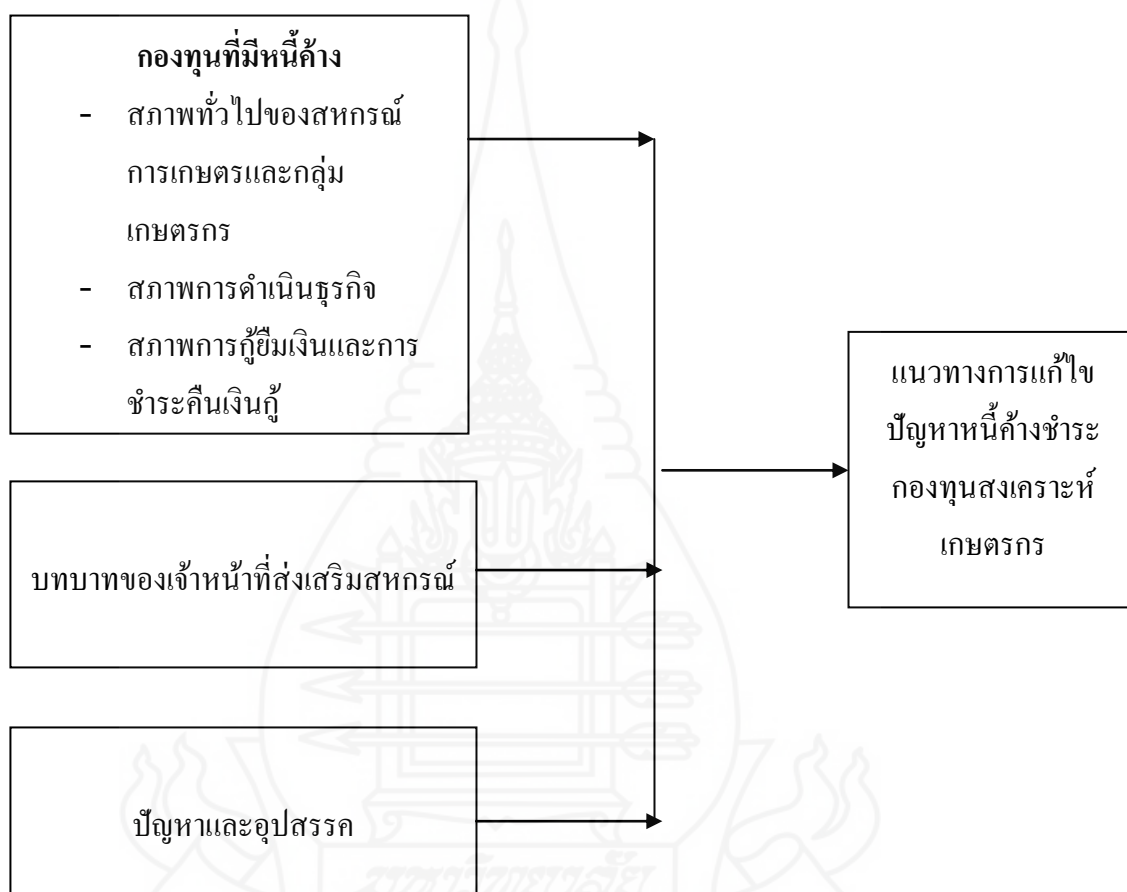 กองทุนที่มีหนี้ค้าง
- สภาพทั่วไปของสหกรณ์
การเกษตรและกลุ่ม
เกษตรกร
- สภาพการดำเนินธุรกิจ
- สภาพการกู้ยืมเงินและการ
ชำระคืนเงินกู้
บทบาทของเจ้าหน้าที่ส่งเสริมสหกรณ์
ปัญหาและอุปสรรค
แนวทางการแก้ไข
ปัญหาหนี้ค้างชำระ
กองทุนสงเคราะห์
เกษตรกร